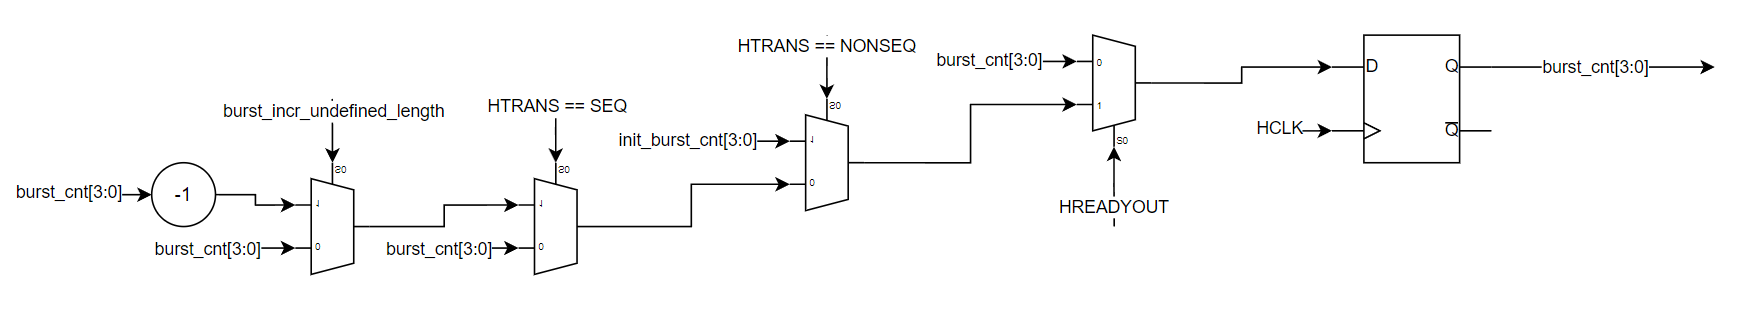 HTRANS == NONSEQ
burst_cnt[3:0]
0
D
Q
burst_cnt[3:0]
burst_incr_undefined_length
HTRANS == SEQ
S0
1
init_burst_cnt[3:0]
1
S0
HCLK
Q
S0
S0
0
HREADYOUT
burst_cnt[3:0]
-1
1
1
burst_cnt[3:0]
0
burst_cnt[3:0]
0